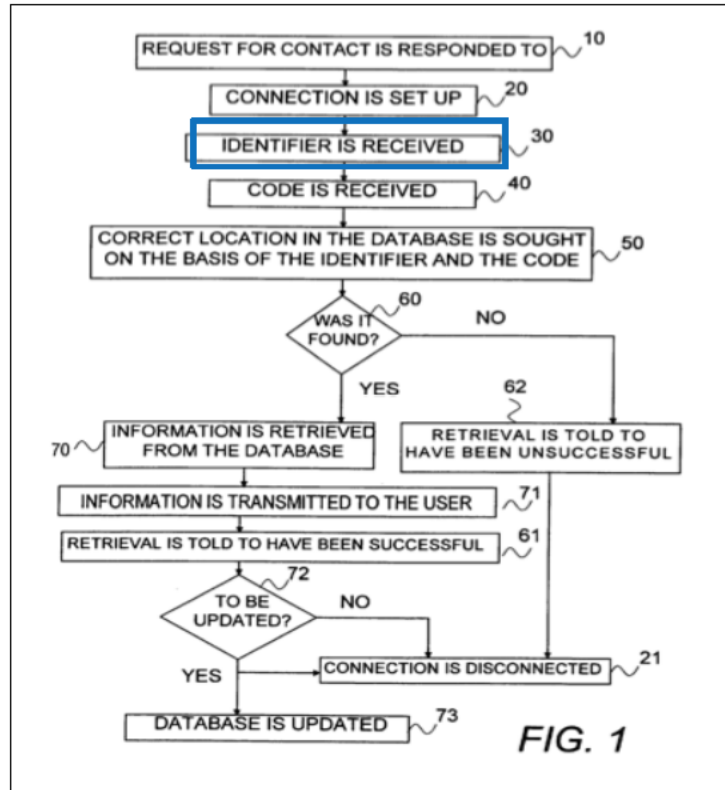 REQUEST FOR CONTACT IS RESPONDED TO
10
CONNECTION IS SET UP
20
IDENTIFIER IS RECEIVED
30
CODE IS RECEIVED
40
CORRECT LOCATION IN THE DATABASE IS SOUGHT
ON THE BASIS OF THE IDENTIFIER AND THE CODE
50
60
WAS IT
FOUND?
NO
YES
62
70
INFORMATION IS RETRIEVED
FROM THE DATABASE
RETRIEVAL IS TOLD TO
HAVE BEEN UNSUCCESSFUL
INFORMATION IS TRANSMITTED TO THE USER
71
RETRIEVAL IS TOLD TO HAVE BEEN SUCCESSFUL
61
72
TO BE
UPDATED?
NO
YES
CONNECTION IS DISCONNECTED
21
DATABASE IS UPDATED
73
FIG. 1